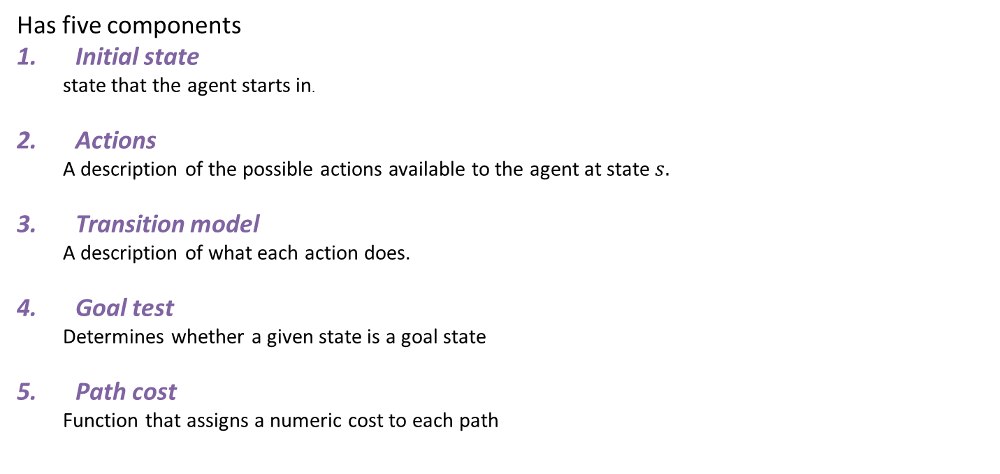 Has five components
1. Initial state
state that the agent starts in.
2. Actions
A description of the possible actions available to the agent at state s.
3. Transition model
A description of what each action does.
4. Goal test
Determines whether a given state is a goal state
5. Path cost
Function that assigns a numeric cost to each path